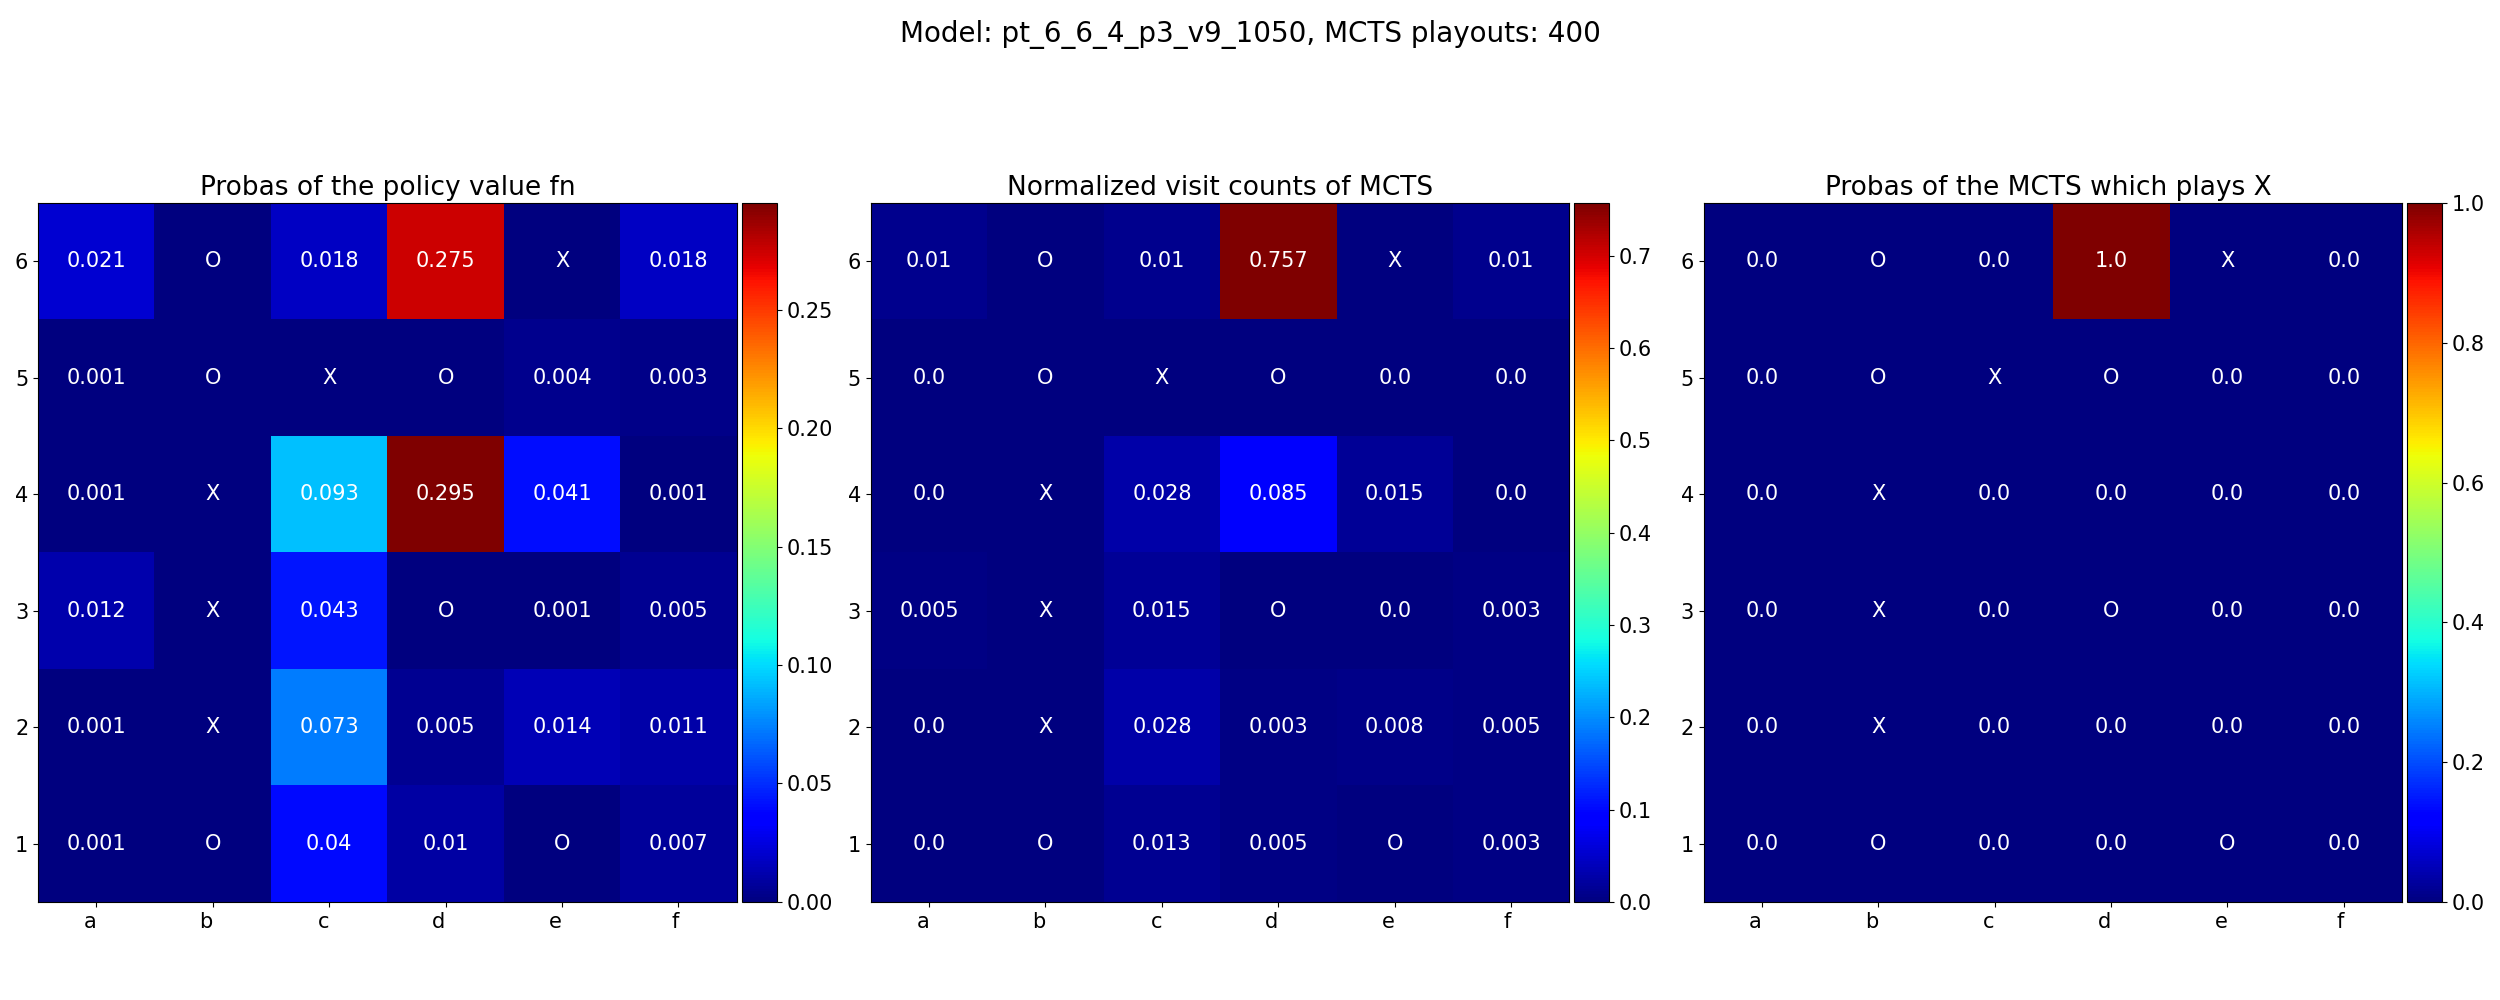 Model: pt_6_6_4_p3_v9_1050, MCTS playouts: 400
Probas of the policy value fn
6 0.021 O 0.018 0.275 X 0.018
5 0.001 O X O 0.004 0.003
4 0.001 X 0.093 0.295 0.041 0.001
3 0.012 X 0.043 O 0.001 0.005
2 0.001 X 0.073 0.005 0.014 0.011
1 0.001 O 0.04 0.01 O 0.007
a b c d e f
0.25
0.20
0.15
0.10
0.05
0.00
Normalized visit counts of MCTS
6 0.01 O 0.01 0.757 X 0.01
5 0.0 O X O 0.0 0.0
4 0.0 X 0.028 0.085 0.015 0.0
3 0.005 X 0.015 O 0.0 0.003
2 0.0 X 0.028 0.003 0.008 0.005
1 0.0 O 0.013 0.005 O 0.003
a b c d e f
0.7
0.6
0.5
0.4
0.3
0.2
0.1
0.0
Probas of the MCTS which plays X
6 0.0 O 0.0 1.0 X 0.0
5 0.0 O X O 0.0 0.0
4 0.0 X 0.0 0.0 0.0 0.0
3 0.0 X 0.0 O 0.0 0.0
2 0.0 X 0.0 0.0 0.0 0.0
1 0.0 O 0.0 0.0 O 0.0
a b c d e f
1.0
0.8
0.6
0.4
0.2
0.0